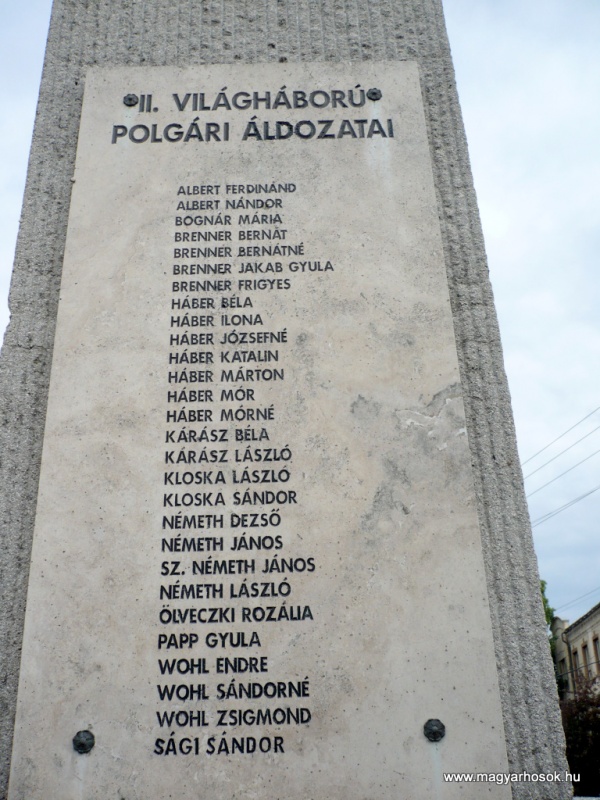 II. VILÁGHÁBORÚ
POLGÁRI ÁLDOZATAI
ALBERT FERDINÁND
ALBERT NÁNDOR
BOGNÁR MÁRIA
BRENNER BERNÁT
BRENNER BERNÁTNÉ
BRENNER JAKAB GYULA
BRENNER FRIGYES
HÁBER BÉLA
HÁBER ILONA
HÁBER JÓZSEFNÉ
HÁBER KATALIN
HÁBER MÁRTON
HÁBER MÓR
HÁBER MÓRNÉ
KÁRÁSZ BÉLA
KÁRÁSZ LÁSZLÓ
KLOSKA LÁSZLÓ
KLOSKA SÁNDOR
NÉMETH DEZSŐ
NÉMETH JÁNOS
SZ. NÉMETH JÁNOS
NÉMETH LÁSZLÓ
ÖLVECZKI ROZÁLIA
PAPP GYULA
WOHL ENDRE
WOHL SÁNDORNÉ
WOHL ZSIGMOND
SÁGI SÁNDOR
www.magyarhosok.hu